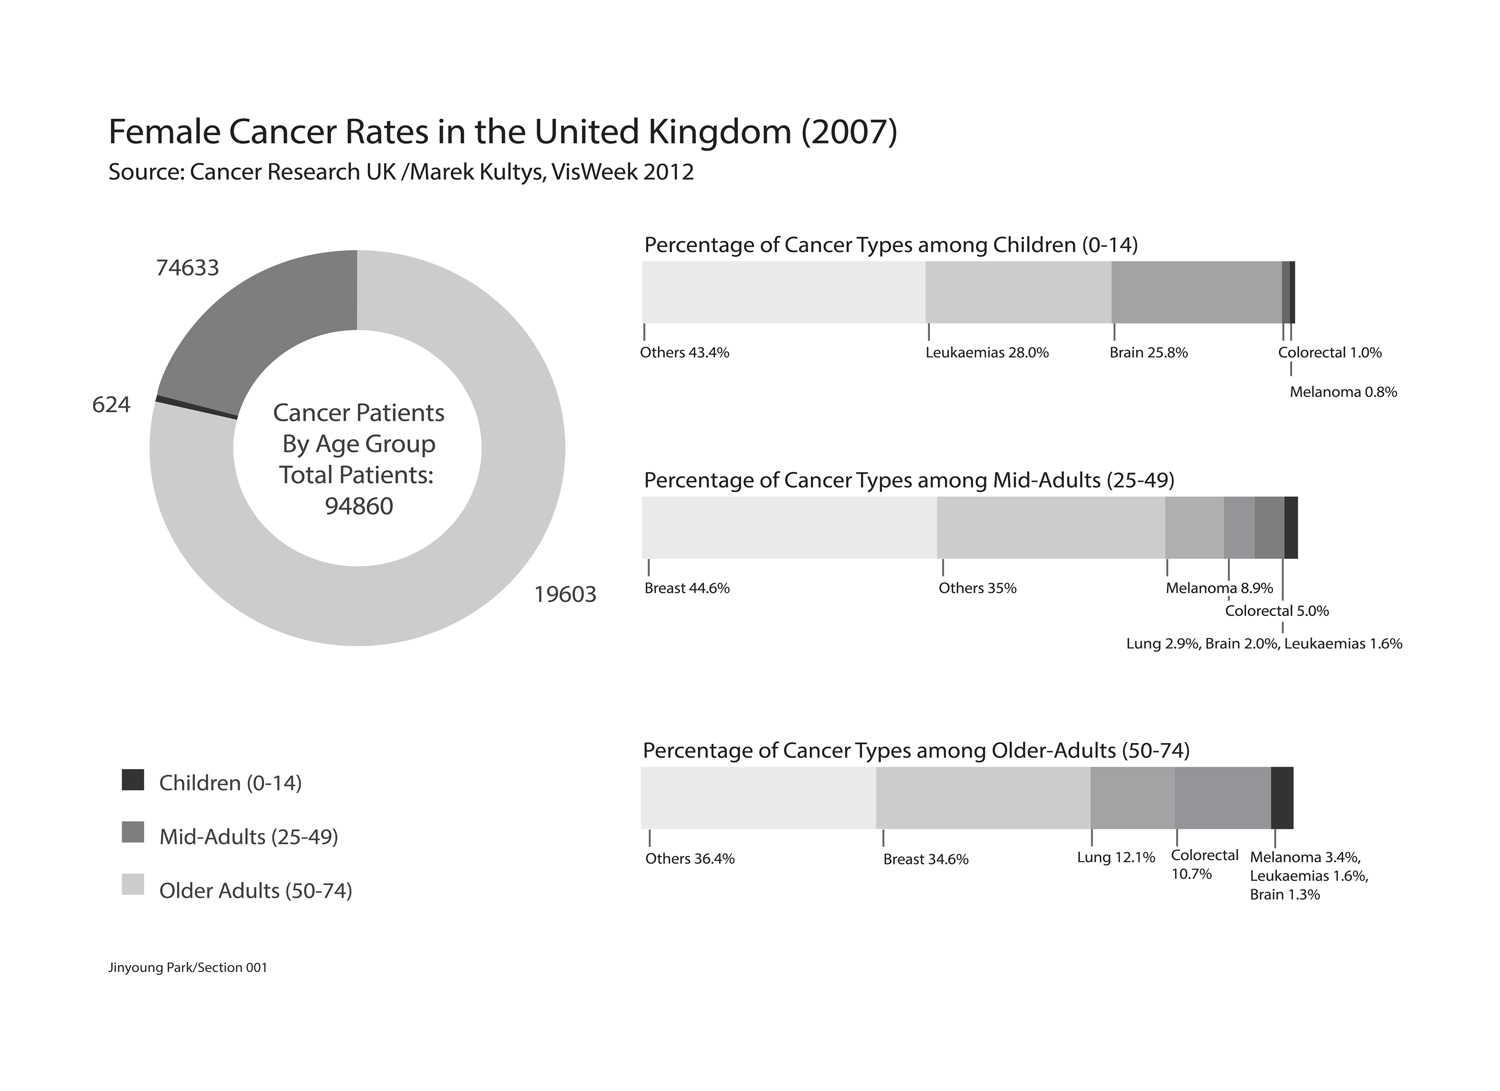 Female Cancer Rates in the United Kingdom (2007)
Source: Cancer Research UK /Marek Kultys, VisWeek 2012
74633
624
19603
Cancer Patients
By Age Group
Total Patients:
94860
Children (0-14)
Mid-Adults (25-49)
Older Adults (50-74)
Percentage of Cancer Types among Children (0-14)
Others 43.4%
Leukaemias 28.0%
Brain 25.8%
Colorectal 1.0%
Melanoma 0.8%
Percentage of Cancer Types among Mid-Adults (25-49)
Breast 44.6%
Others 35%
Melanoma 8.9%
Colorectal 5.0%
Lung 2.9%, Brain 2.0%, Leukaemias 1.6%
Percentage of Cancer Types among Older-Adults (50-74)
Others 36.4%
Breast 34.6%
Lung 12.1%
Colorectal
10.7%
Melanoma 3.4%,
Leukaemias 1.6%,
Brain 1.3%
Jinyoung Park/Section 001